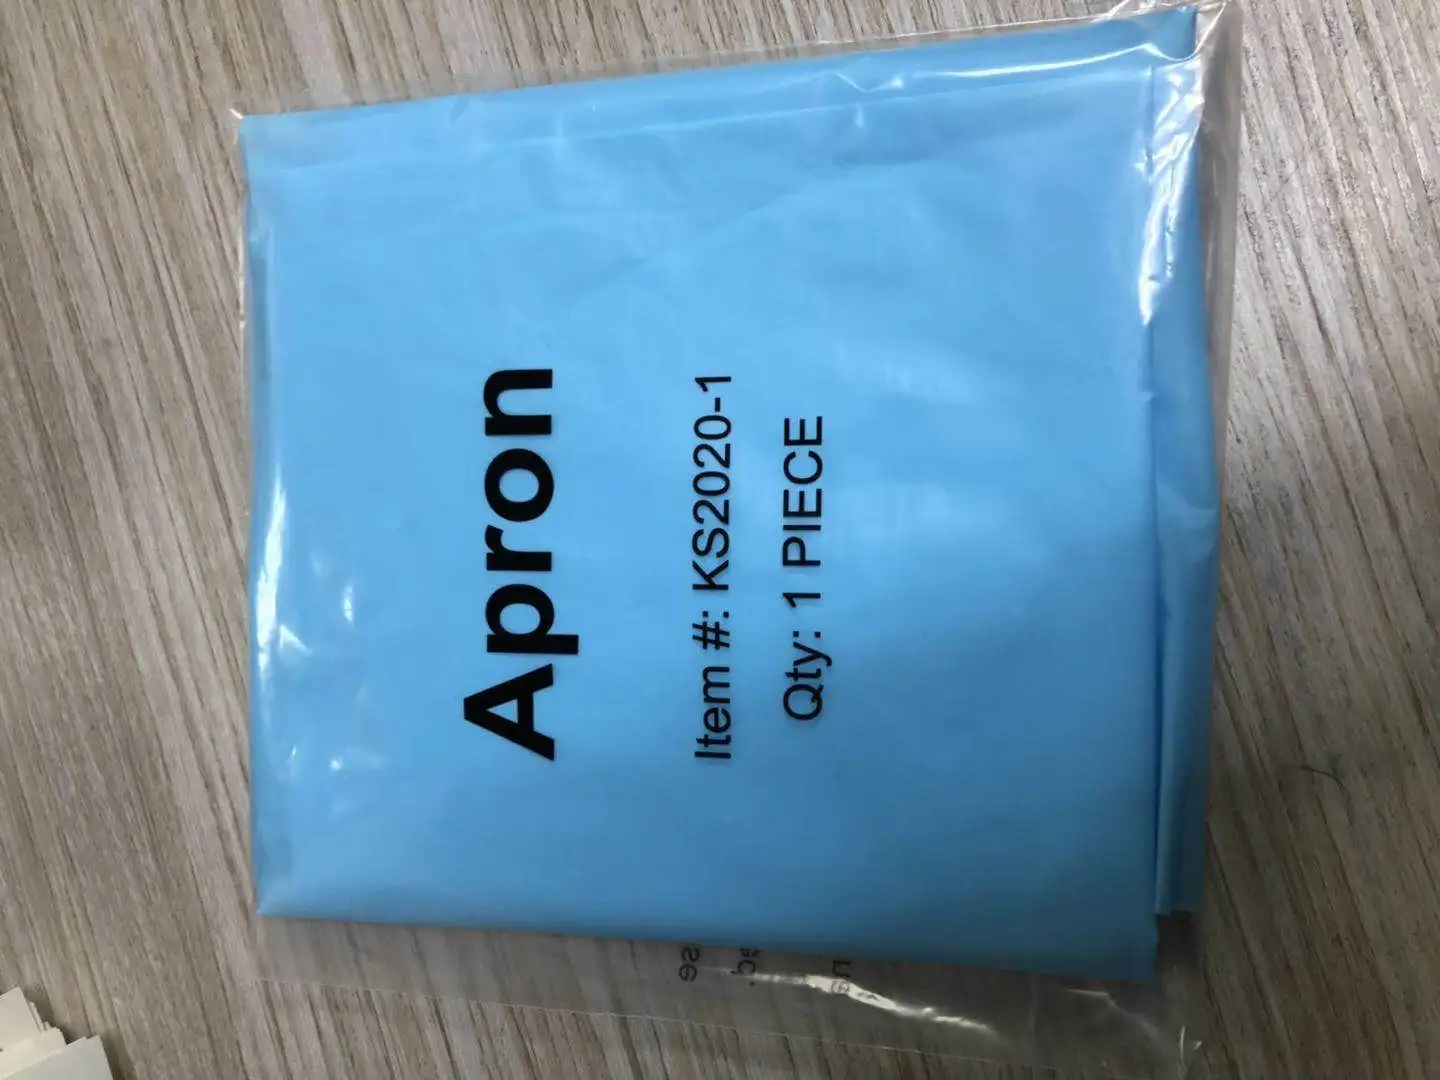 Apron
Item #: KS2020-1
Qty: 1 PIECE